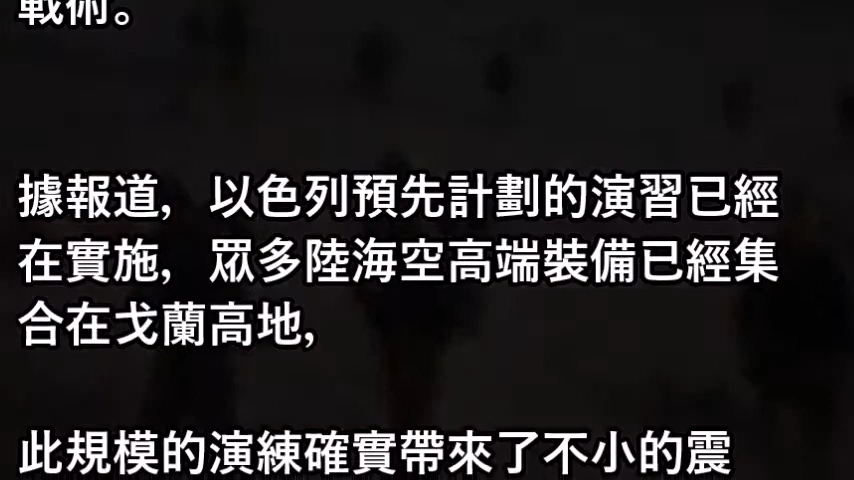 戰術。
據報道，以色列預先計劃的演習已經
在實施，眾多陸海空高端裝備已經集
合在戈蘭高地，
此規模的演練確實帶來了不小的震